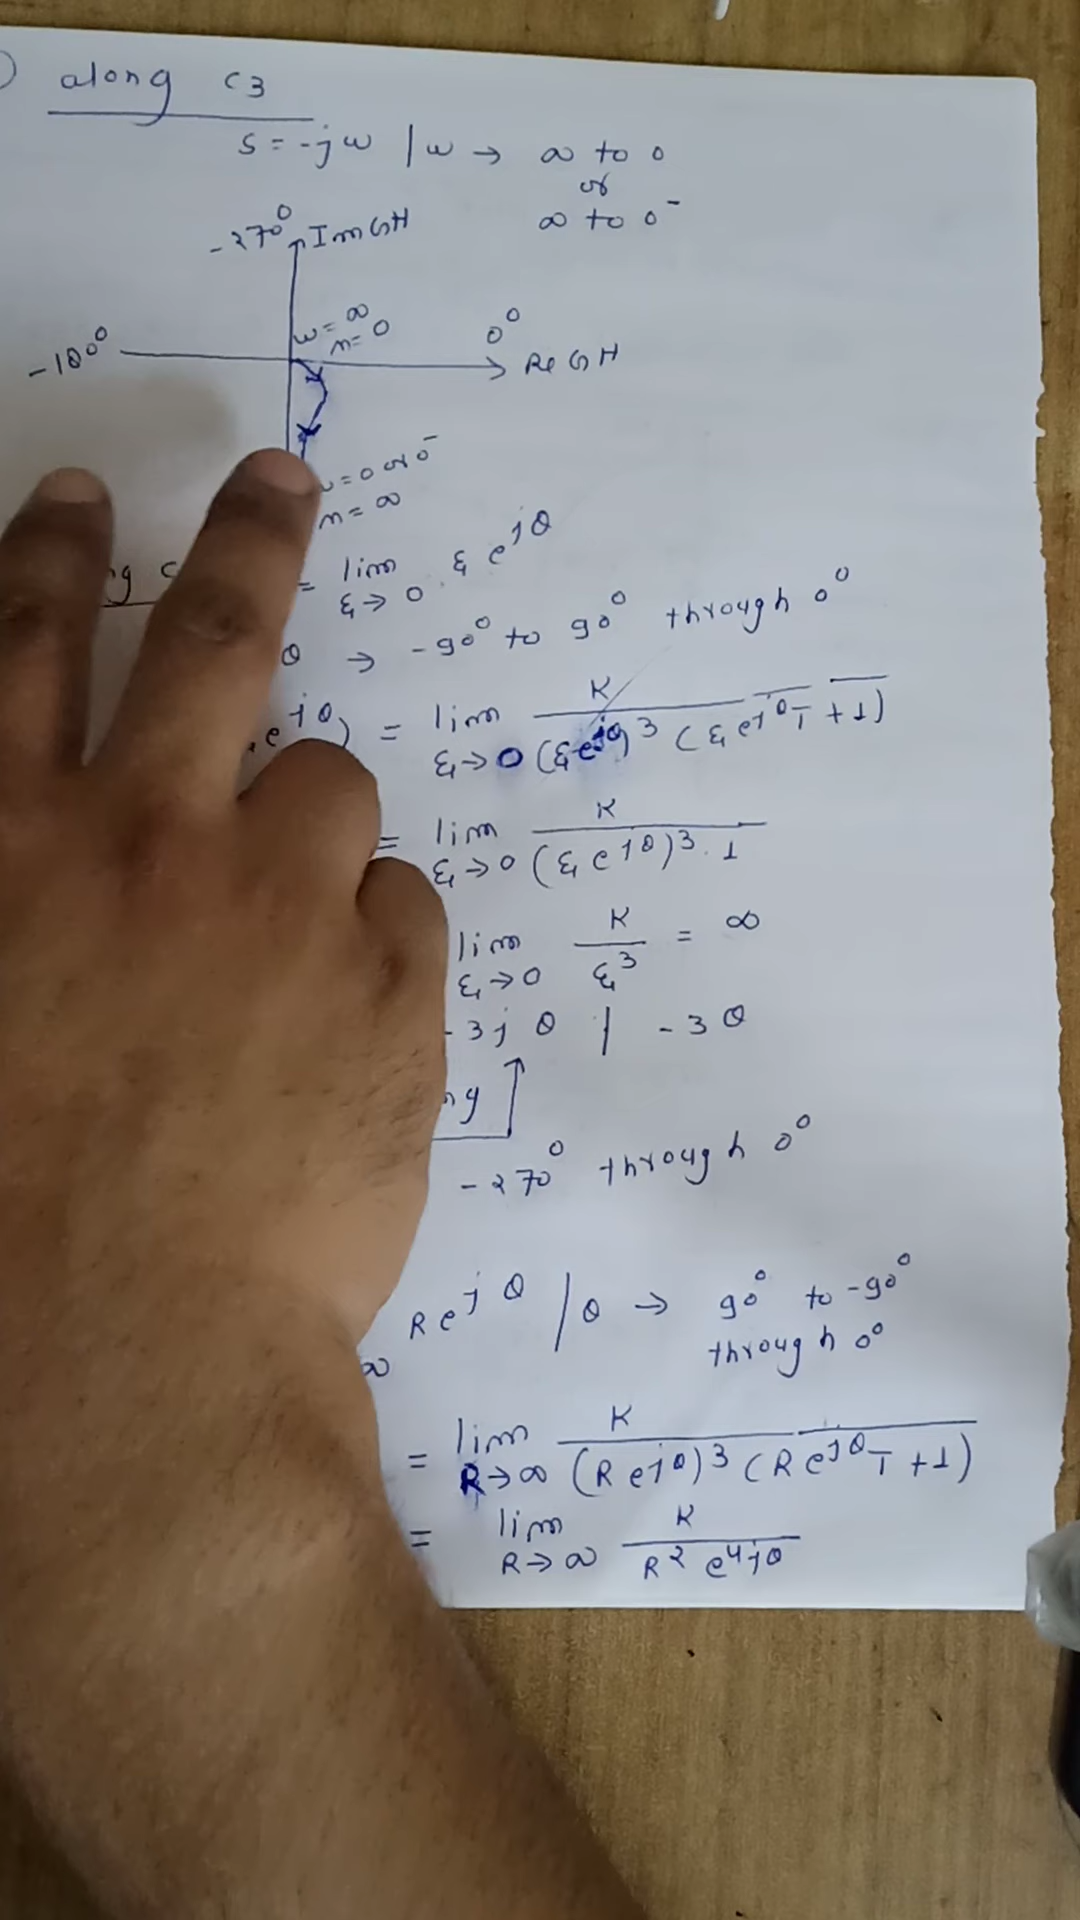 along c3
s = -jω | ω → ∞ to 0
or
∞ to 0⁻
-270° Im GH
ω = ∞
m = 0
-180° 0° Re GH
ω = 0 or 0⁻
m = ∞
= lim ξ→0 ξ e^jθ
θ → -90° to 90° through 0°
e^jθ) = lim ξ→0 K / (ξ e^jθ)³ (ξ e^jθ T + 1)
= lim ξ→0 K / (ξ e^jθ)³ . 1
lim ξ→0 K / ξ³ = ∞
-3jθ | -3θ
-270° through 0°
∞ R e^jθ | θ → 90° to -90°
through 0°
= lim R→∞ K / (R e^jθ)³ (R e^jθ T + 1)
= lim R→∞ K / R² e^4jθ